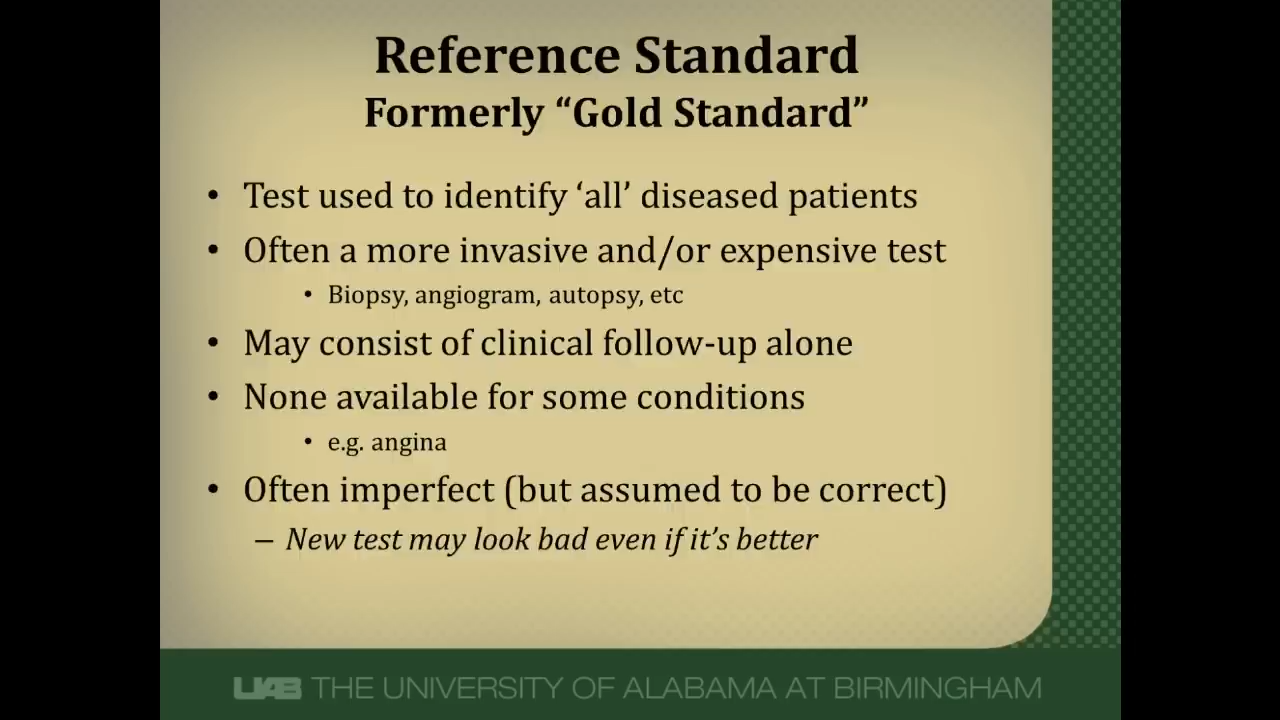 Reference Standard
Formerly “Gold Standard”
• Test used to identify ‘all’ diseased patients
• Often a more invasive and/or expensive test
• Biopsy, angiogram, autopsy, etc
• May consist of clinical follow-up alone
• None available for some conditions
• e.g. angina
• Often imperfect (but assumed to be correct)
– New test may look bad even if it’s better
UAB THE UNIVERSITY OF ALABAMA AT BIRMINGHAM